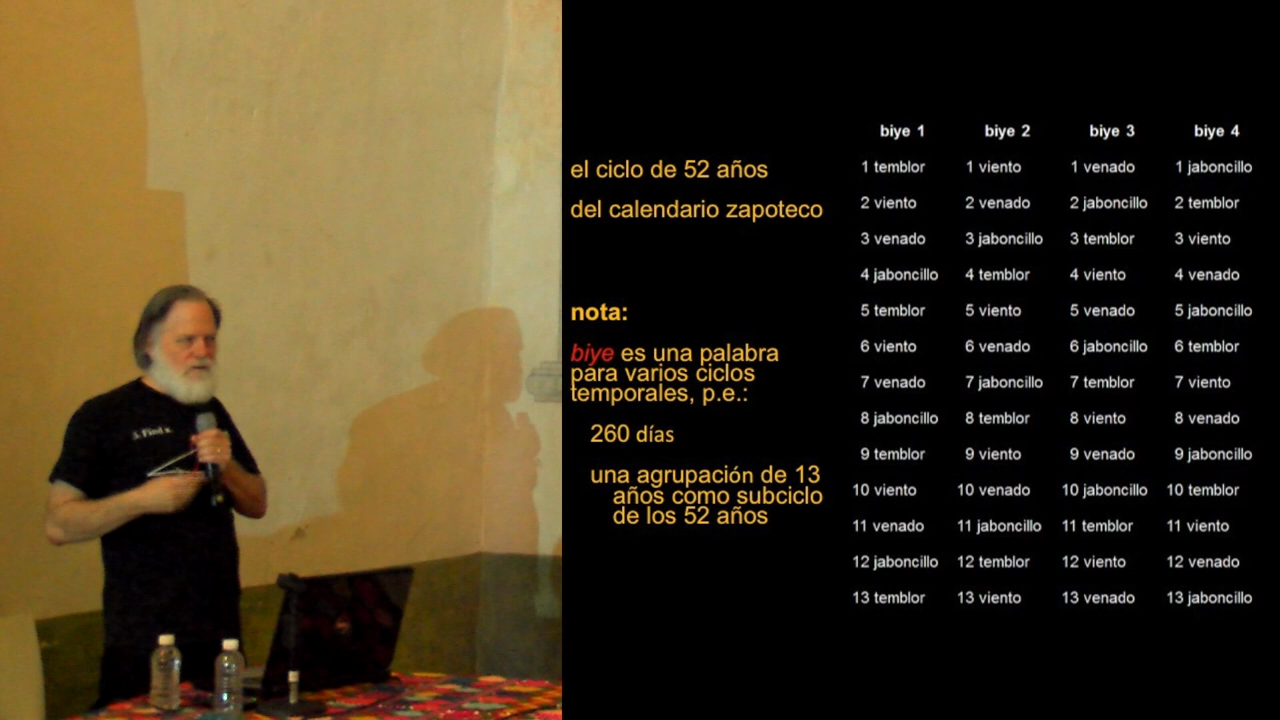 el ciclo de 52 años
del calendario zapoteco
nota:
biye es una palabra
para varios ciclos
temporales, p.e.:
260 días
una agrupación de 13
años como subciclo
de los 52 años
biye 1 biye 2 biye 3 biye 4
1 temblor 1 viento 1 venado 1 jaboncillo
2 viento 2 venado 2 jaboncillo 2 temblor
3 venado 3 jaboncillo 3 temblor 3 viento
4 jaboncillo 4 temblor 4 viento 4 venado
5 temblor 5 viento 5 venado 5 jaboncillo
6 viento 6 venado 6 jaboncillo 6 temblor
7 venado 7 jaboncillo 7 temblor 7 viento
8 jaboncillo 8 temblor 8 viento 8 venado
9 temblor 9 viento 9 venado 9 jaboncillo
10 viento 10 venado 10 jaboncillo 10 temblor
11 venado 11 jaboncillo 11 temblor 11 viento
12 jaboncillo 12 temblor 12 viento 12 venado
13 temblor 13 viento 13 venado 13 jaboncillo
3. Find x.